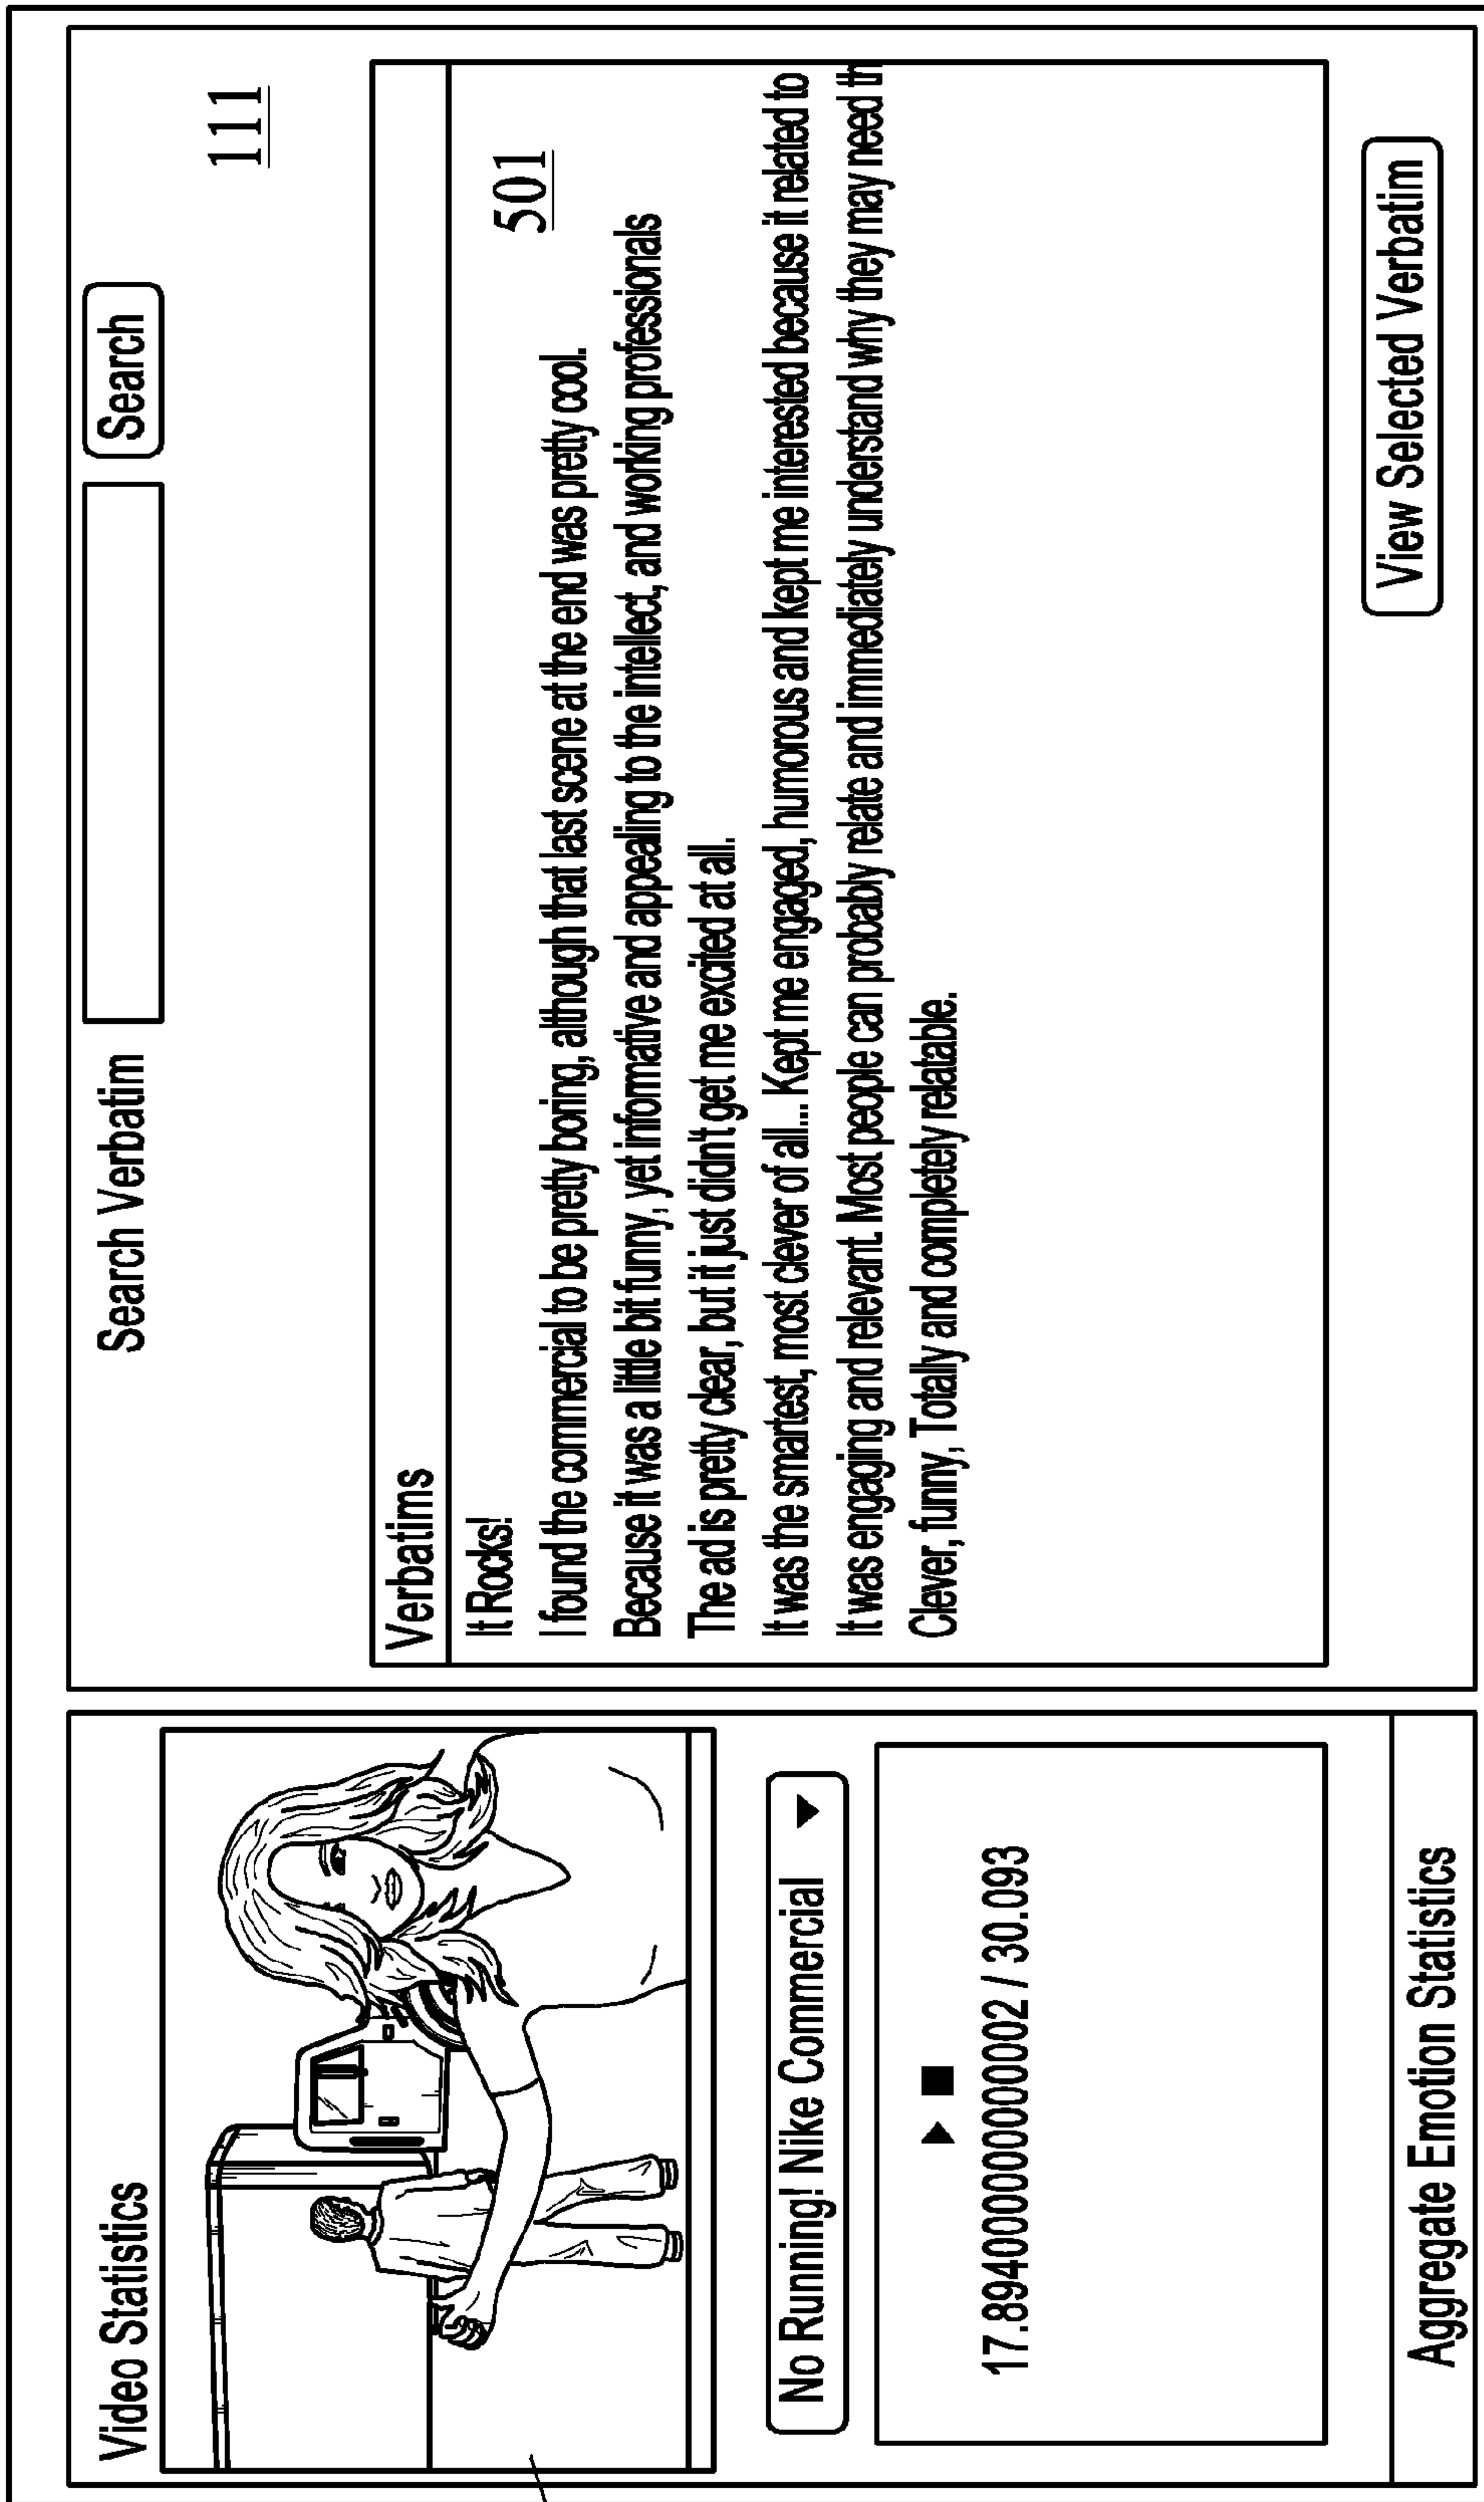 Video Statistics
No Running! Nike Commercial
17.894000000000002 / 30.093
Aggregate Emotion Statistics
Search Verbatim
Search
111
Verbatims
501
It Rocks!
I found the commercial to be pretty boring, although that last scene at the end was pretty cool.
Because it was a little bit funny, yet informative and appealing to the intellect, and working professionals
The ad is pretty clear, but it just didn't get me excited at all.
It was the smartest, most clever of all... Kept me engaged, humorous and kept me interested because it related to
It was engaging and relevant. Most people can probably relate and immediately understand why they may need th
Clever, funny, Totally and completely relatable.
View Selected Verbatim